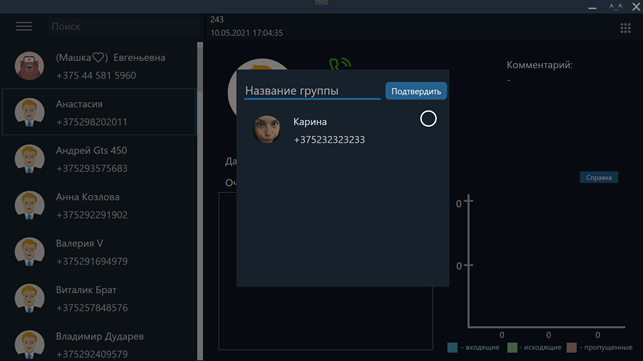 ^_^
Поиск
243
10.05.2021 17:04:35
(Машка♡) Евгеньевна
+375 44 581 5960
Анастасия
+375298202011
Андрей Gts 450
+375293575683
Анна Козлова
+375292291902
Валерия V
+375291694979
Виталик Брат
+375257848576
Владимир Дударев
+375292409579
Название группы
Подтвердить
Карина
+375232323233
Комментарий:
-
Да
Оч
Справка
0
0
0 0 0
- входящие - исходящие - пропущенные